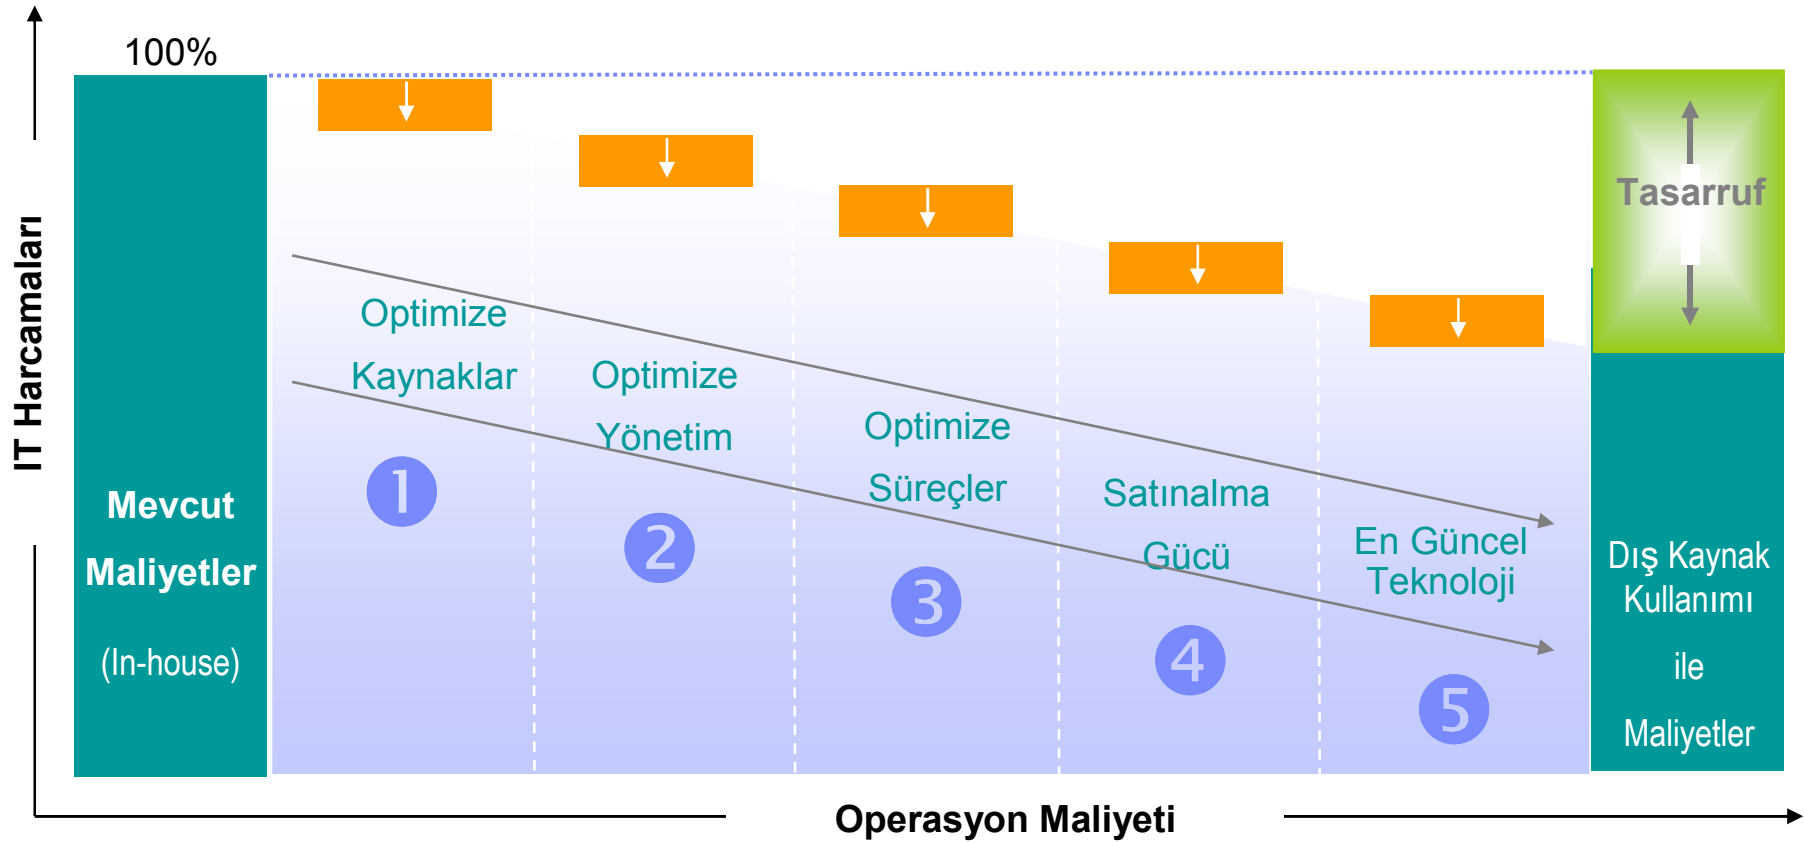 100%
IT Harcamaları
Mevcut
Maliyetler
(In-house)
Optimize
Kaynaklar
1
Optimize
Yönetim
2
Optimize
Süreçler
3
Satınalma
Gücü
4
En Güncel
Teknoloji
5
Tasarruf
Dış Kaynak
Kullanımı
ile
Maliyetler
Operasyon Maliyeti